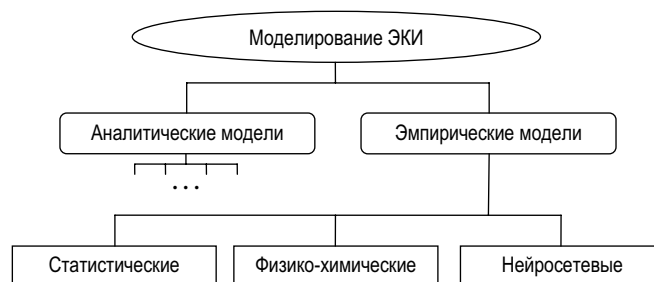 Моделирование ЭКИ
Аналитические модели
Эмпирические модели
...
Статистические
Физико-химические
Нейросетевые